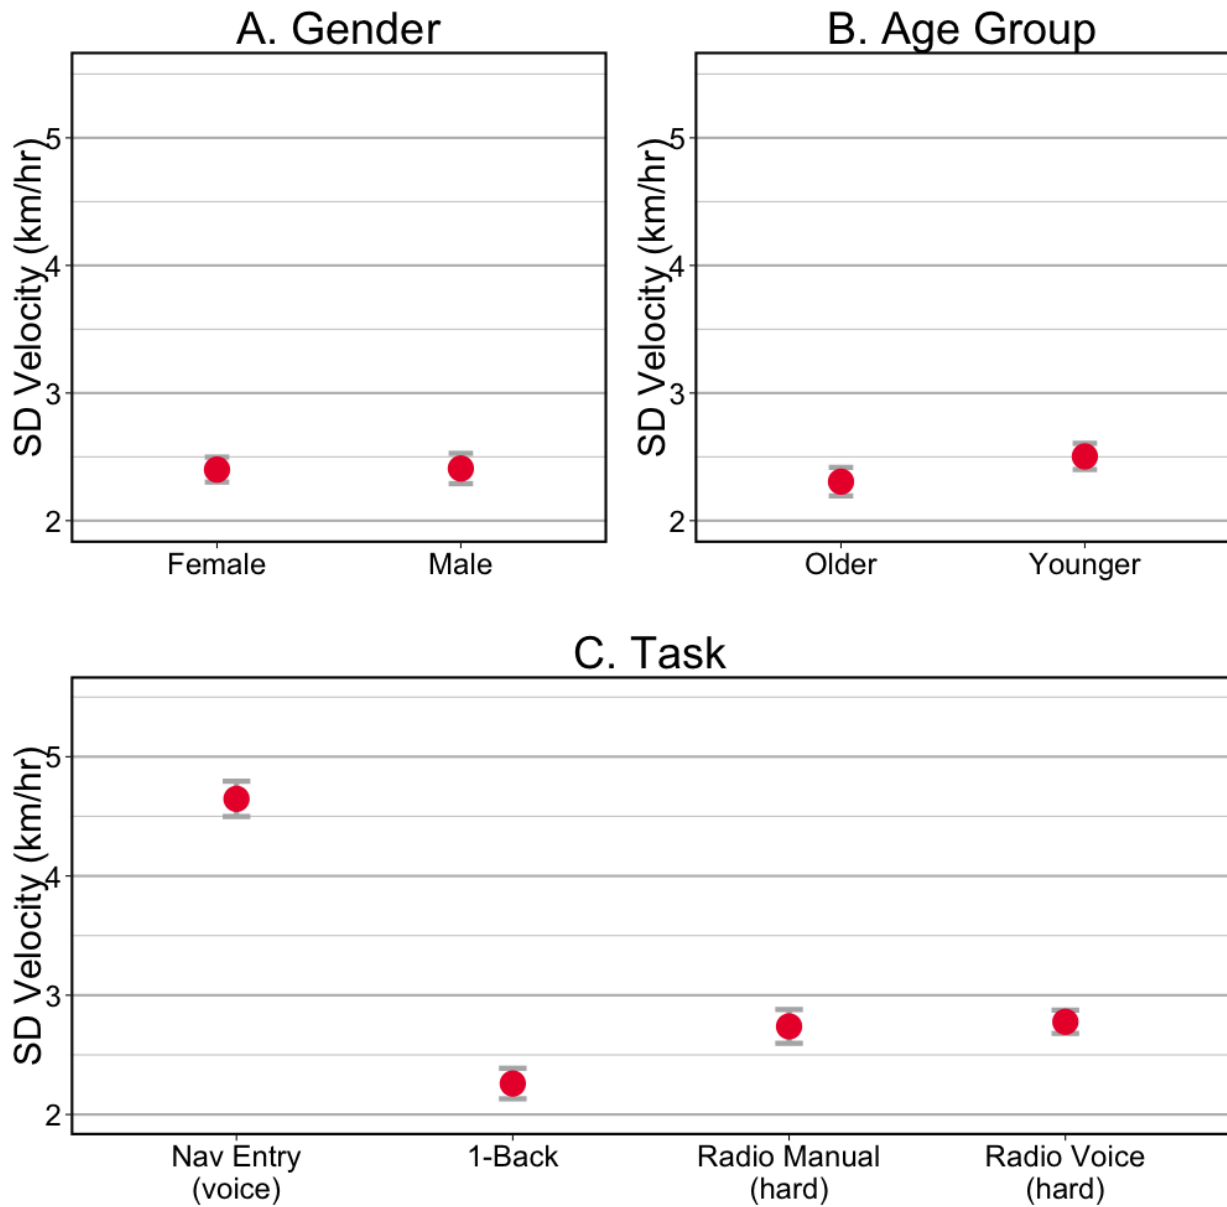 A. Gender
SD Velocity (km/hr)
5
4
3
2
Female Male
B. Age Group
SD Velocity (km/hr)
5
4
3
2
Older Younger
C. Task
SD Velocity (km/hr)
5
4
3
2
Nav Entry 1-Back Radio Manual Radio Voice
(voice) (hard) (hard)